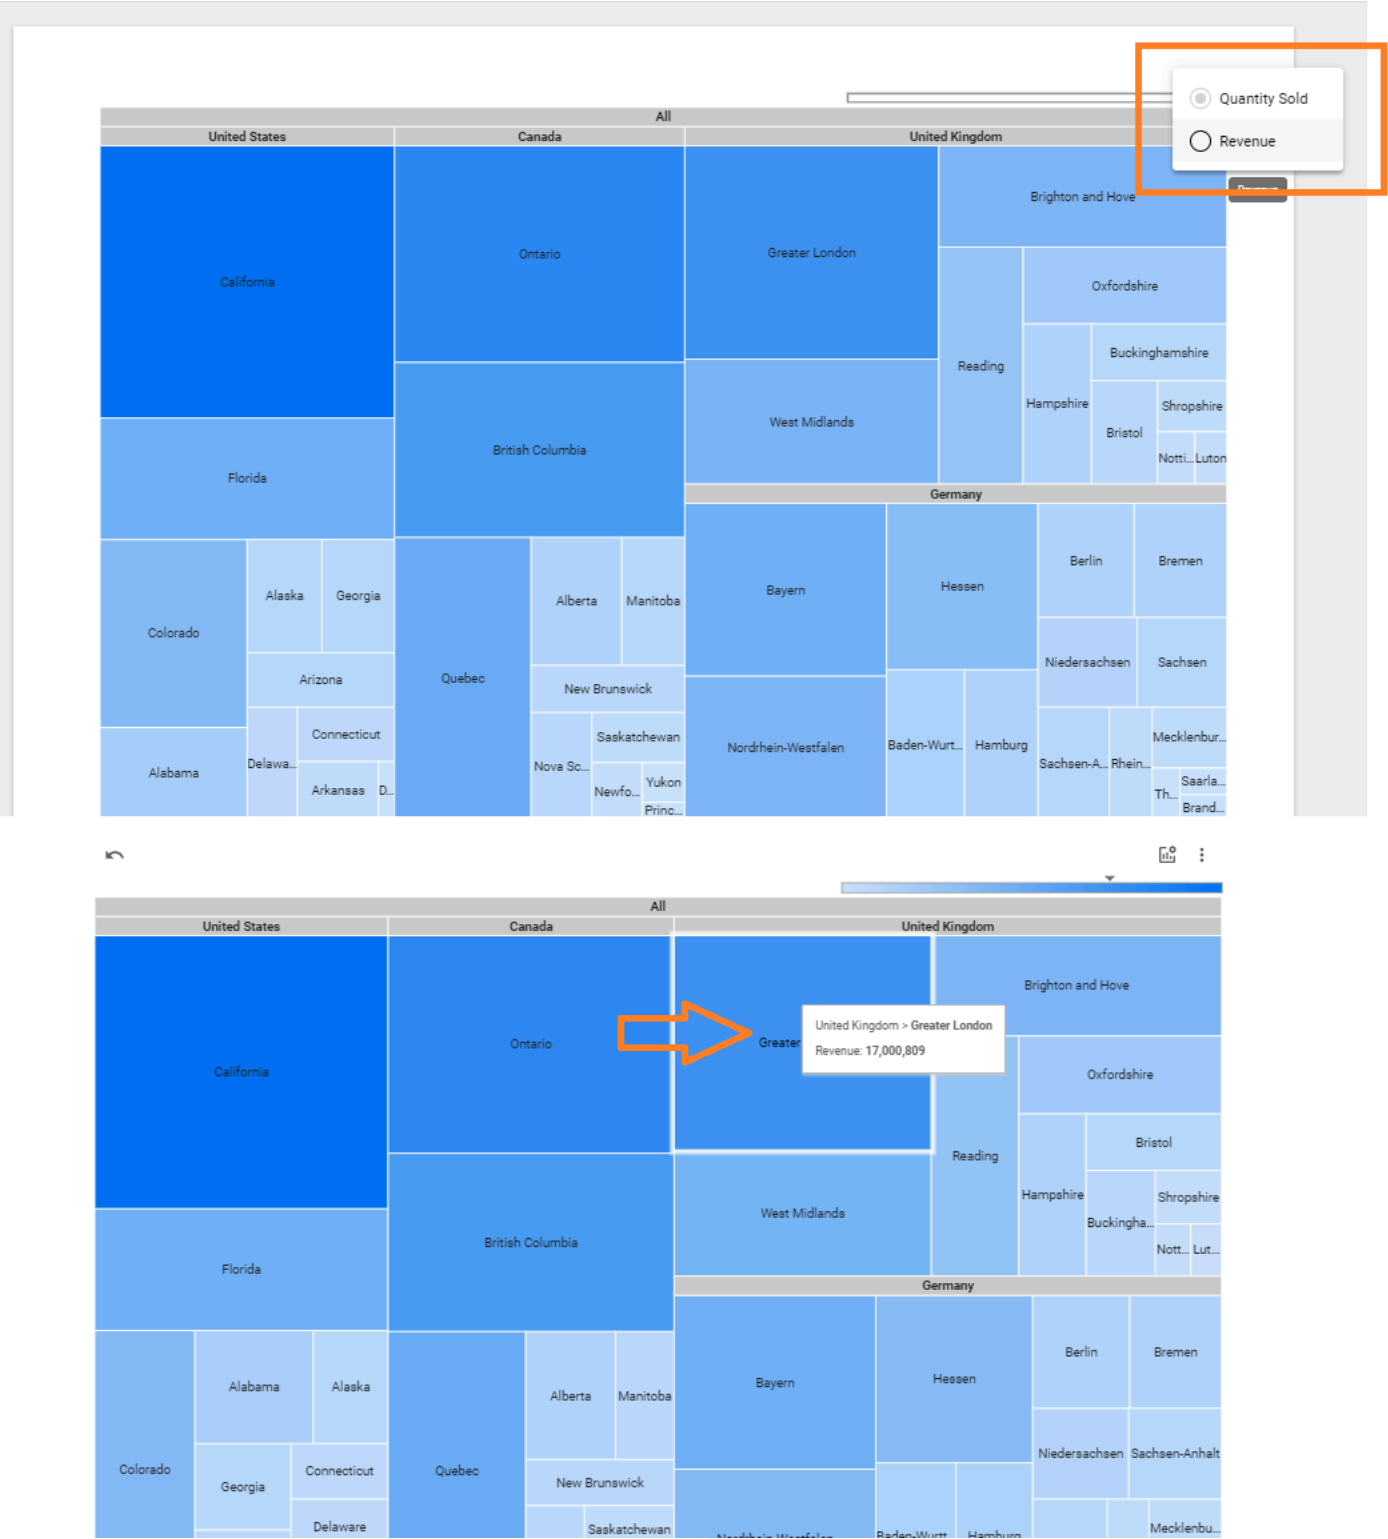 Quantity Sold
Revenue
All
United States
Canada
United Kingdom
California
Florida
Colorado
Alaska
Georgia
Arizona
Alabama
Delawa...
Connecticut
Arkansas
D...
Ontario
British Columbia
Quebec
Alberta
Manitoba
New Brunswick
Nova Sc...
Saskatchewan
Newfo...
Yukon
Princ...
Greater London
West Midlands
Brighton and Hove
Reading
Oxfordshire
Hampshire
Buckinghamshire
Bristol
Shropshire
Notti...
Luton
Germany
Bayern
Nordrhein-Westfalen
Hessen
Baden-Wurt...
Hamburg
Berlin
Bremen
Niedersachsen
Sachsen
Sachsen-A...
Rhein...
Mecklenbur...
Th...
Saarla...
Brand...
All
United States
Canada
United Kingdom
California
Florida
Colorado
Alabama
Alaska
Georgia
Connecticut
Delaware
Ontario
British Columbia
Quebec
Alberta
Manitoba
New Brunswick
Saskatchewan
Greater
United Kingdom > Greater London
Revenue: 17,000,809
West Midlands
Brighton and Hove
Reading
Oxfordshire
Hampshire
Bristol
Buckingha...
Shropshire
Nott...
Lut...
Germany
Bayern
Nordrhein-Westfalen
Hessen
Baden-Wurtt
Hamburg
Berlin
Bremen
Niedersachsen
Sachsen-Anhalt
Mecklenbu...